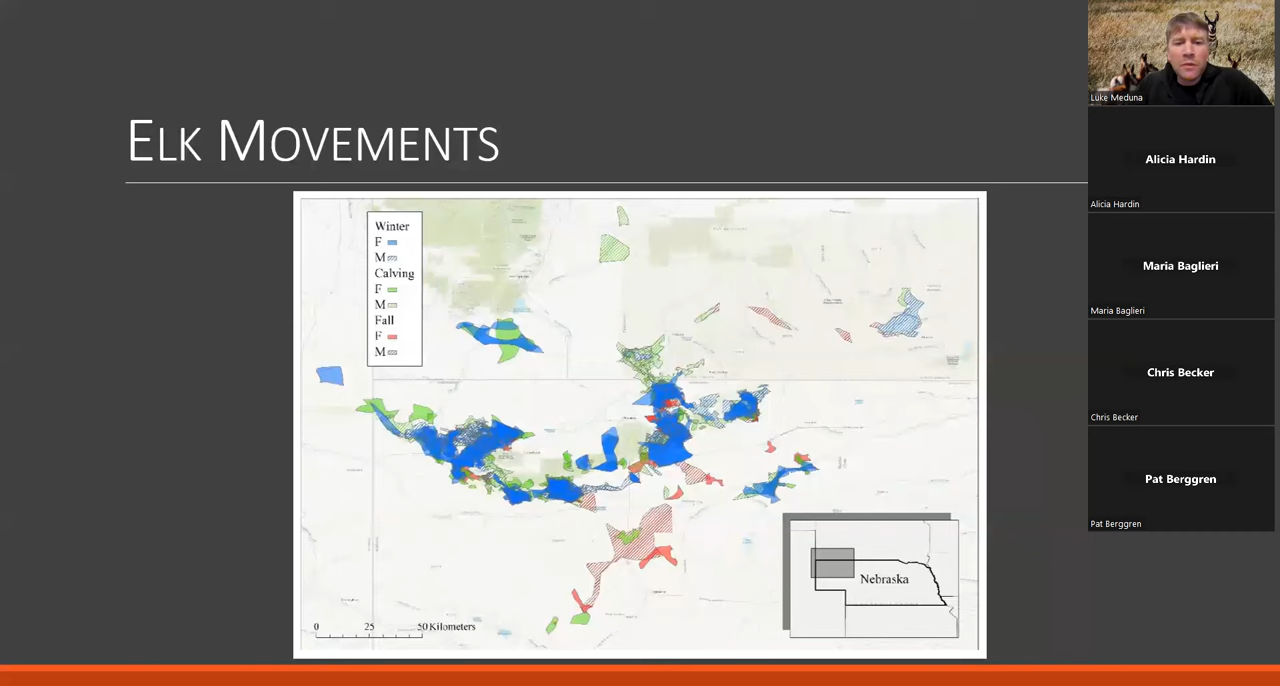 ELK MOVEMENTS
Winter
F
M
Calving
F
M
Fall
F
M
0 25 50 Kilometers
Nebraska
Luke Meduna
Alicia Hardin
Alicia Hardin
Maria Baglieri
Maria Baglieri
Chris Becker
Chris Becker
Pat Berggren
Pat Berggren